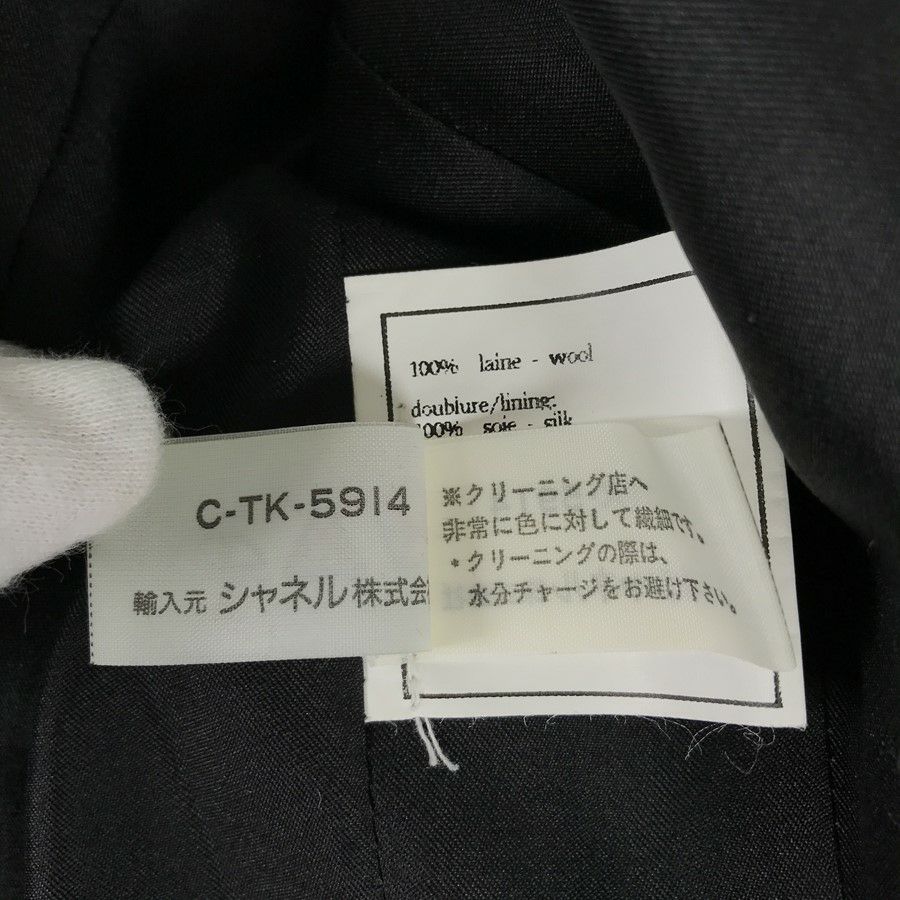 100% laine - wool
doublure/lining:
100% soie - silk
C-TK-5914
輸入元 シャネル株式会
※クリーニング店へ
非常に色に対して繊細です。
・クリーニングの際は、
水分チャージをお避け下さい。